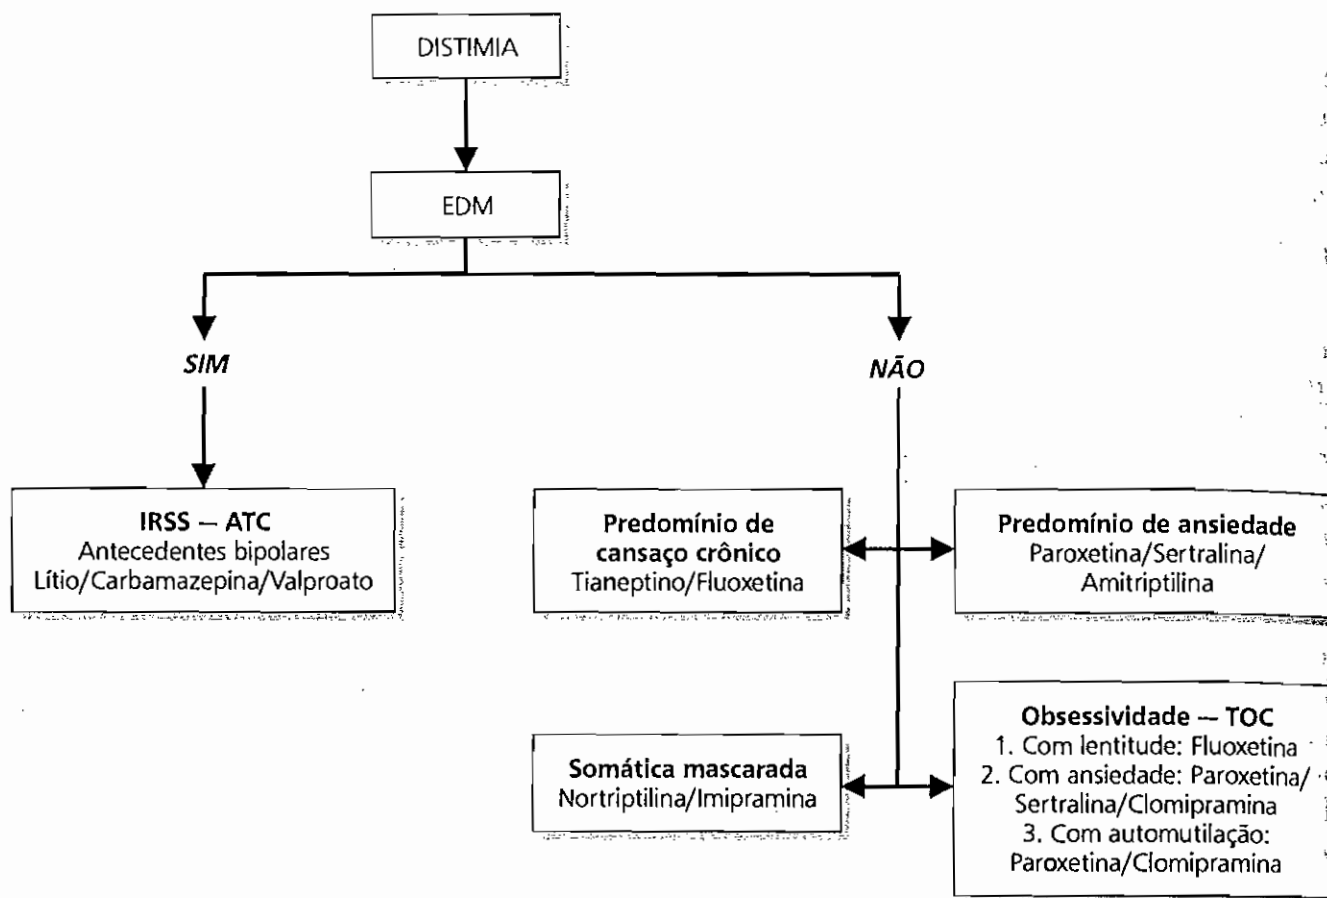 DISTIMIA
EDM
SIM
NÃO
IRSS — ATC
Antecedentes bipolares
Lítio/Carbamazepina/Valproato
Predomínio de
cansaço crônico
Tianeptino/Fluoxetina
Predomínio de ansiedade
Paroxetina/Sertralina/
Amitriptilina
Somática mascarada
Nortriptilina/Imipramina
Obsessividade — TOC
1. Com lentitude: Fluoxetina
2. Com ansiedade: Paroxetina/
Sertralina/Clomipramina
3. Com automutilação:
Paroxetina/Clomipramina